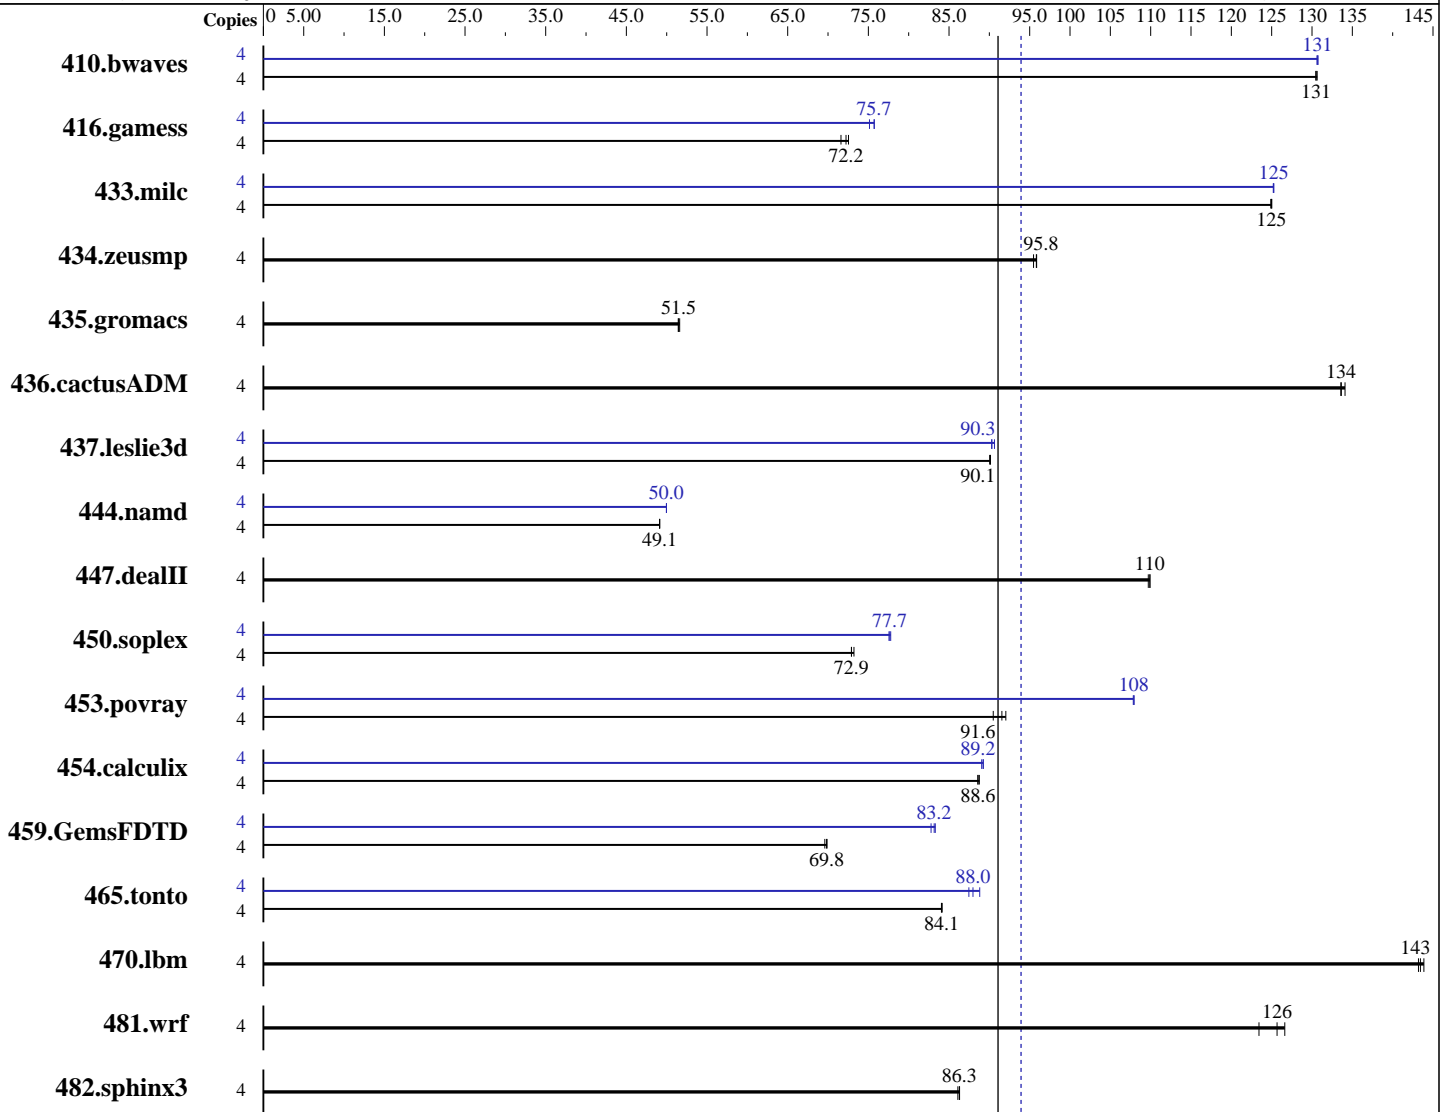 Copies 0 5.00 15.0 25.0 35.0 45.0 55.0 65.0 75.0 85.0 95.0 100 105 110 115 120 125 130 135 145
410.bwaves 4 131
4 131
416.gamess 4 75.7
4 72.2
433.milc 4 125
4 125
434.zeusmp 4 95.8
435.gromacs 4 51.5
436.cactusADM 4 134
437.leslie3d 4 90.3
4 90.1
444.namd 4 50.0
4 49.1
447.dealII 4 110
450.soplex 4 77.7
4 72.9
453.povray 4 108
4 91.6
454.calculix 4 89.2
4 88.6
459.GemsFDTD 4 83.2
4 69.8
465.tonto 4 88.0
4 84.1
470.lbm 4 143
481.wrf 4 126
482.sphinx3 4 86.3